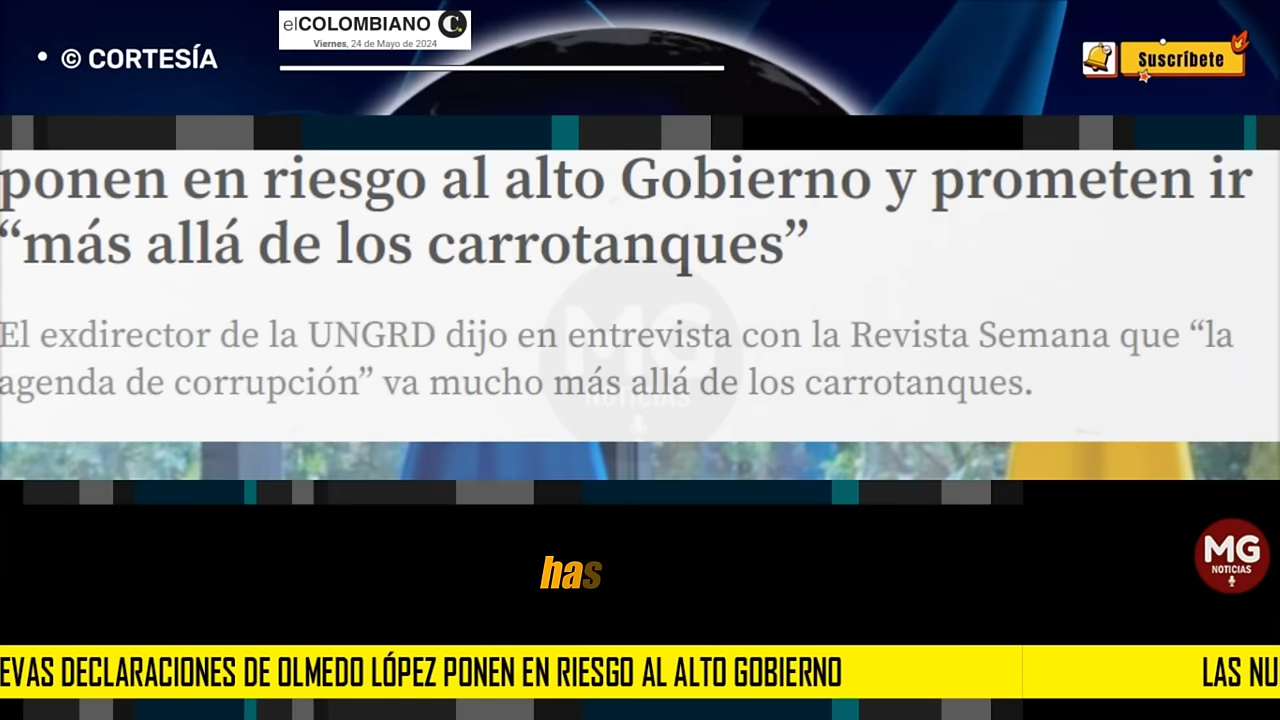 • © CORTESÍA
elCOLOMBIANO C.
Viernes, 24 de Mayo de 2024
Suscríbete
ponen en riesgo al alto Gobierno y prometen ir
“más allá de los carrotanques”
El exdirector de la UNGRD dijo en entrevista con la Revista Semana que “la
agenda de corrupción” va mucho más allá de los carrotanques.
MG
NOTICIAS
has
MG
NOTICIAS
EVAS DECLARACIONES DE OLMEDO LÓPEZ PONEN EN RIESGO AL ALTO GOBIERNO
LAS NU